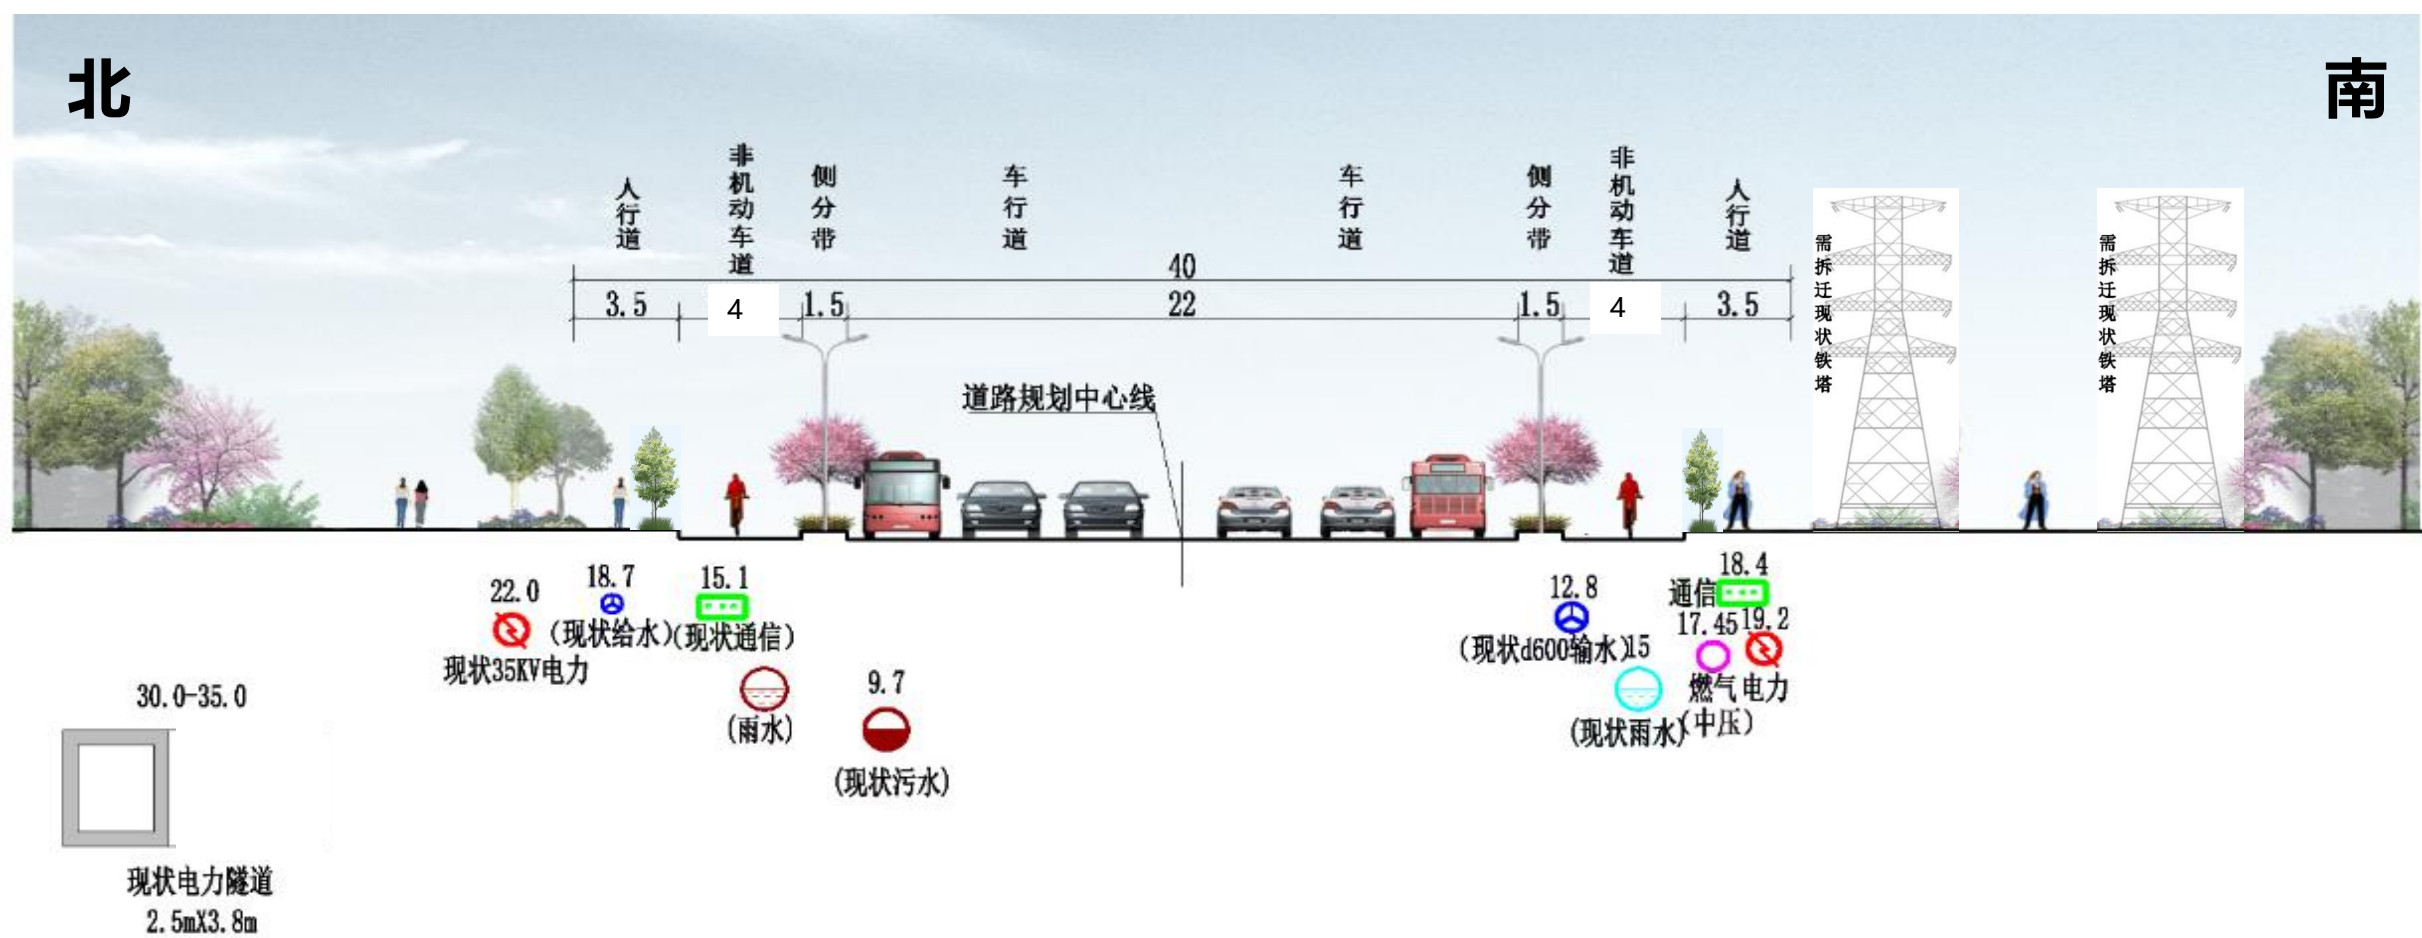 北
南
人行道
非机动车道
侧分带
车行道
车行道
侧分带
非机动车道
人行道
40
3.5
4
1.5
22
1.5
4
3.5
需拆迁现状铁塔
需拆迁现状铁塔
道路规划中心线
22.0
现状35KV电力
18.7
(现状给水)
15.1
(现状通信)
(雨水)
9.7
(现状污水)
30.0-35.0
现状电力隧道
2.5mX3.8m
12.8
(现状d600输水)
15
(现状雨水)
18.4
通信
17.45
燃气
(中压)
19.2
电力